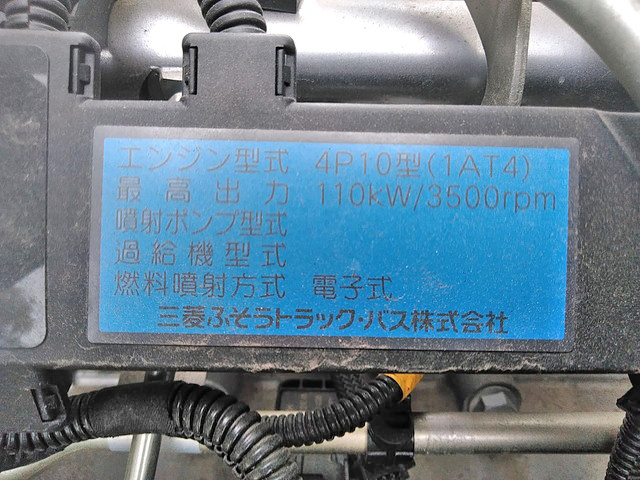 エンジン型式 4P10型(1AT4)
最高出力 110kW/3500rpm
噴射ポンプ型式
過給機型式
燃料噴射方式 電子式
三菱ふそうトラック・バス株式会社